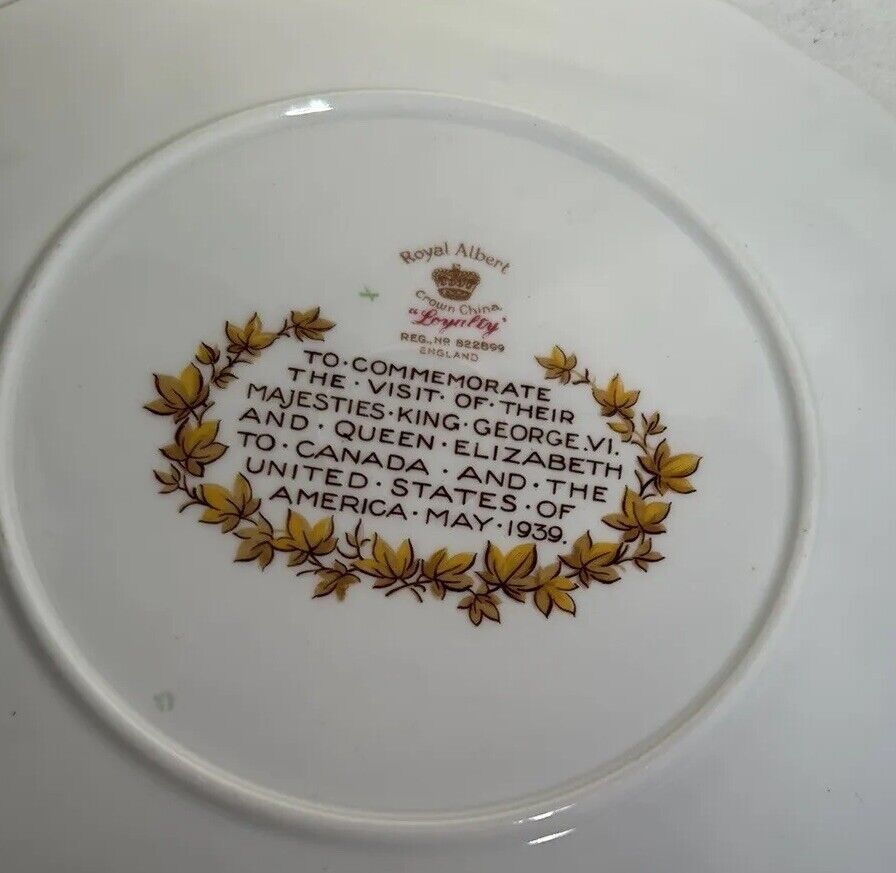 Royal Albert
Crown China
"Loyalty"
REG., Nº 822899
ENGLAND
TO·COMMEMORATE
THE·VISIT·OF·THEIR
MAJESTIES·KING·GEORGE.VI.
AND·QUEEN·ELIZABETH
TO·CANADA·AND·THE
UNITED·STATES·OF
AMERICA·MAY·1939.